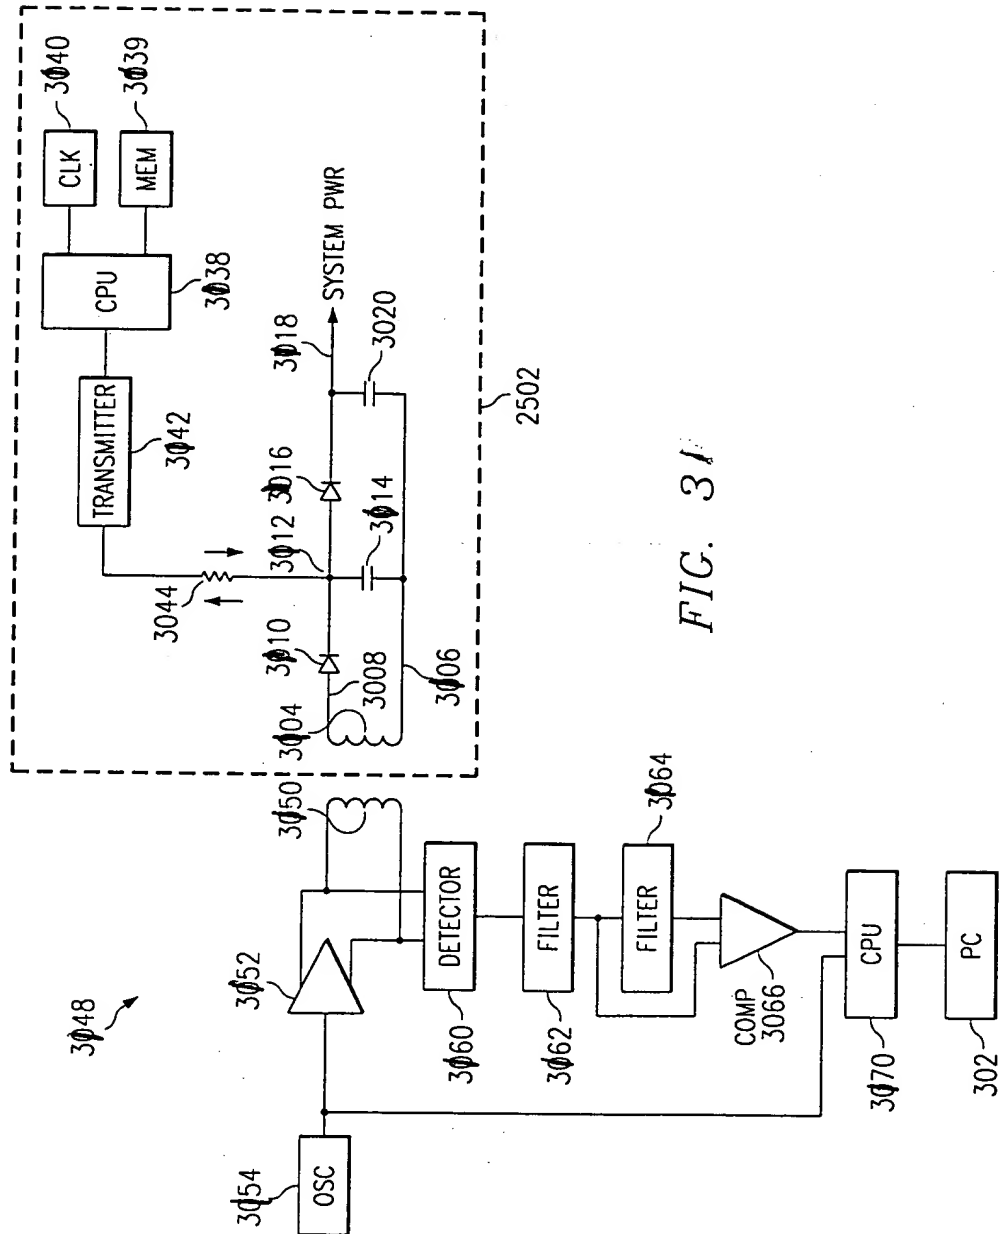 3040
CLK
3039
MEM
CPU
3038
TRANSMITTER
3042
3044
3048
3054
OSC
3052
3050
3004
3008
3010
3006
3012
3014
3016
3018
SYSTEM PWR
3020
2502
DETECTOR
3060
FILTER
3062
FILTER
3064
COMP
3066
CPU
3070
PC
302
FIG. 31